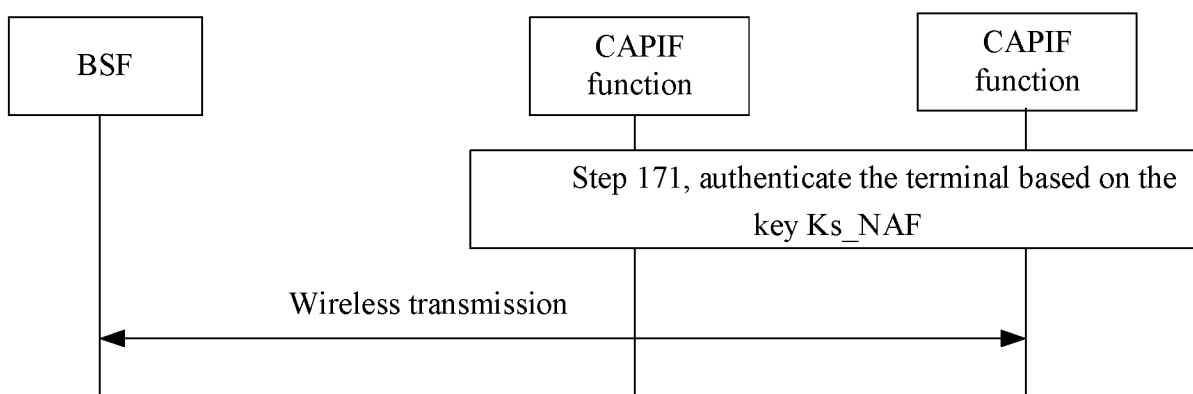 BSF
CAPIF
function
CAPIF
function
Step 171, authenticate the terminal based on the
key Ks_NAF
Wireless transmission